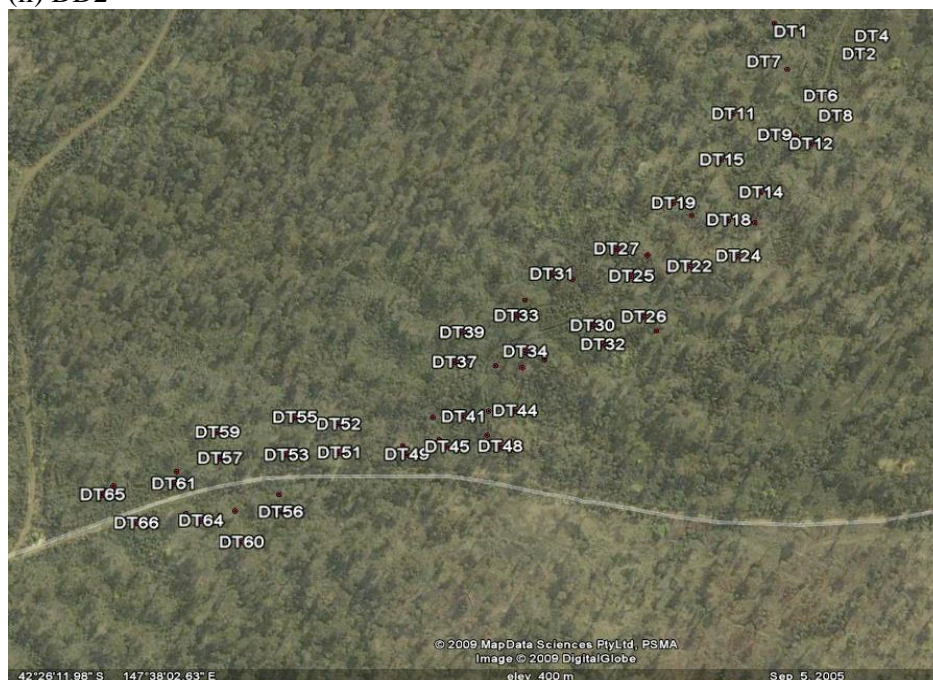 (ii) DD2
DT1
DT4
DT2
DT7
DT6
DT11
DT8
DT9
DT12
DT15
DT14
DT19
DT18
DT27
DT24
DT22
DT31
DT25
DT33
DT26
DT30
DT39
DT32
DT34
DT37
DT41
DT44
DT55
DT52
DT59
DT45
DT48
DT49
DT51
DT53
DT57
DT61
DT65
DT56
DT64
DT66
DT60
© 2009 MapData Sciences PtyLtd, PSMA
Image © 2009 DigitalGlobe
42°26'11.98" S 147°38'02.63" E elev 400 m Sep 5, 2005